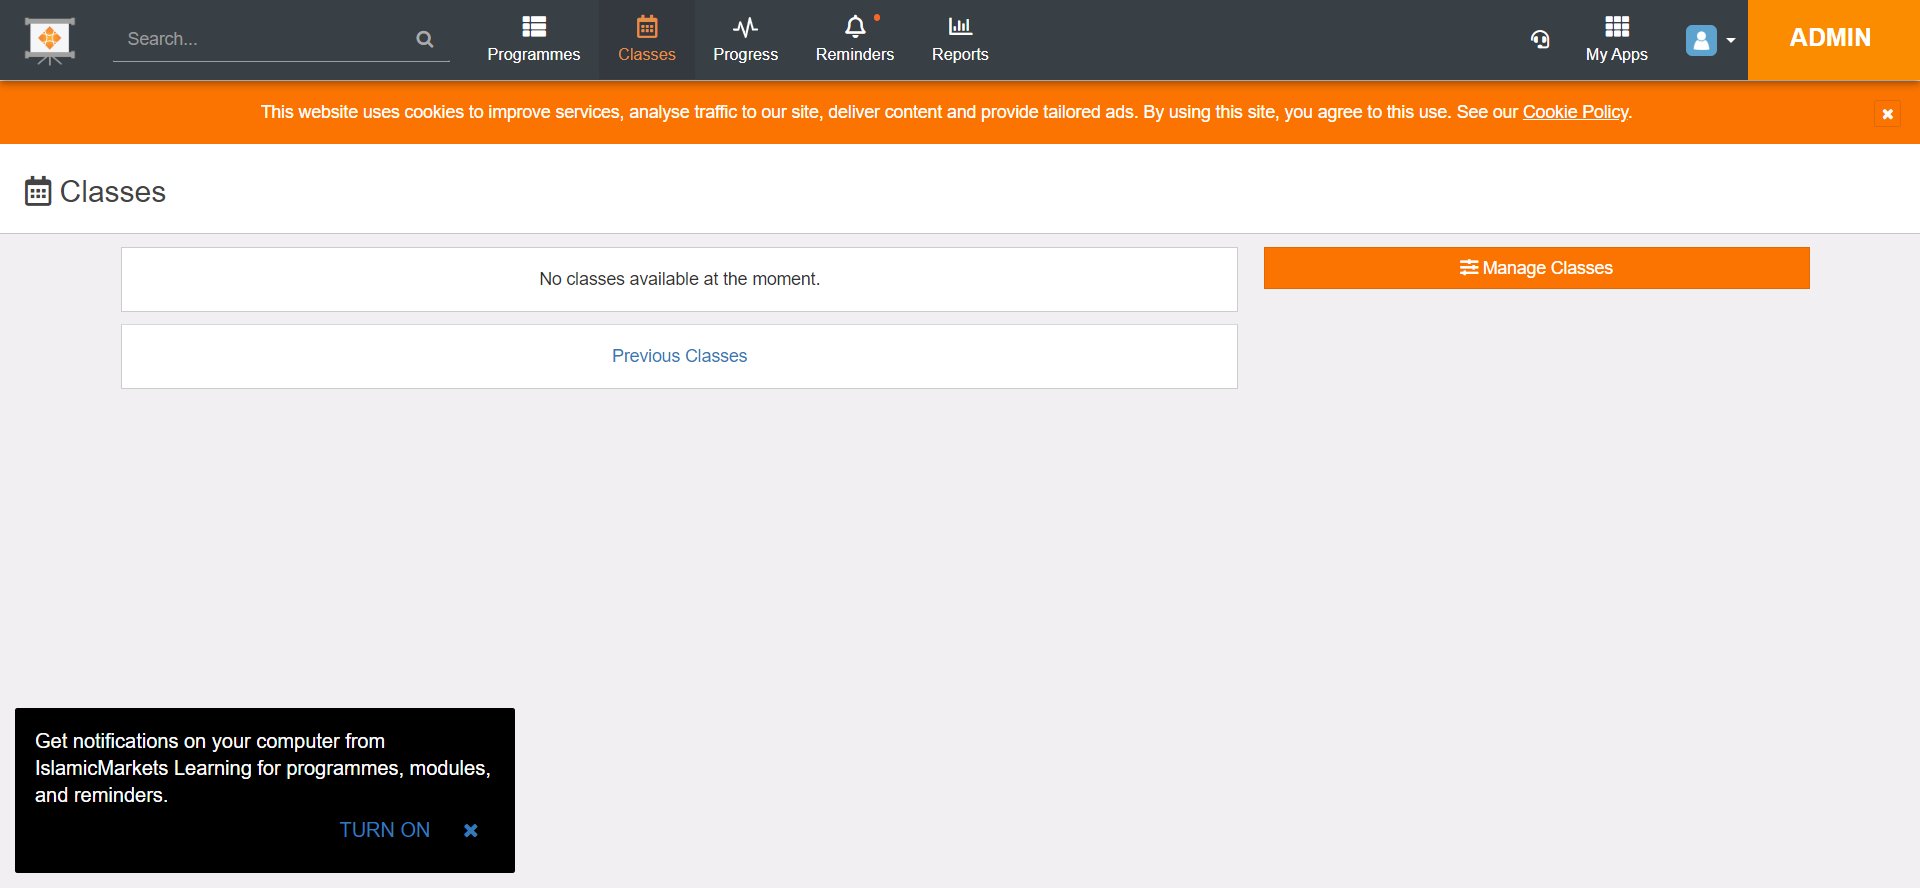 Search...
Programmes
Classes
Progress
Reminders
Reports
My Apps
ADMIN
This website uses cookies to improve services, analyse traffic to our site, deliver content and provide tailored ads. By using this site, you agree to this use. See our Cookie Policy.
Classes
No classes available at the moment.
Manage Classes
Previous Classes
Get notifications on your computer from
IslamicMarkets Learning for programmes, modules,
and reminders.
TURN ON